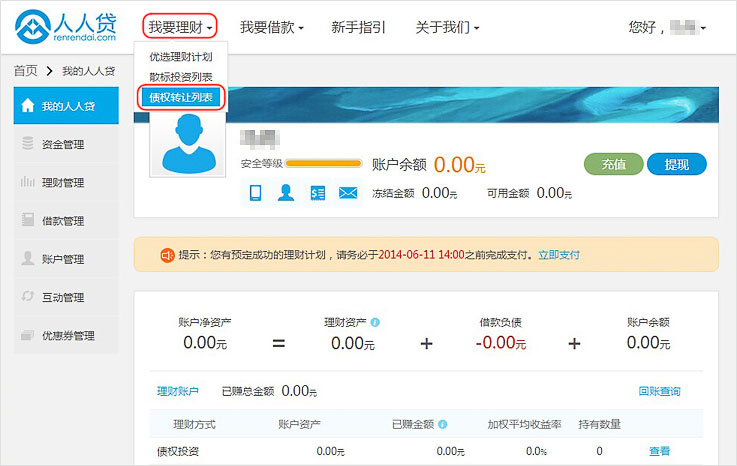 人人贷 我要理财 我要借款 新手指引 关于我们 您好，
renrendai.com
优选理财计划
首页 > 我的人人贷
散标投资列表
债权转让列表
我的人人贷
资金管理
理财管理
借款管理
账户管理
互动管理
优惠券管理
安全等级 账户余额 0.00元 充值 提现
冻结金额 0.00元 可用金额 0.00元
提示：您有预定成功的理财计划，请务必于2014-06-11 14:00之前完成支付。立即支付
账户净资产 理财资产 借款负债 账户余额
0.00元 = 0.00元 + -0.00元 + 0.00元
理财账户 已赚总金额 0.00元 回账查询
理财方式 账户资产 已赚金额 加权平均收益率 持有数量
债权投资 0.00元 0.00元 0.0% 0 查看